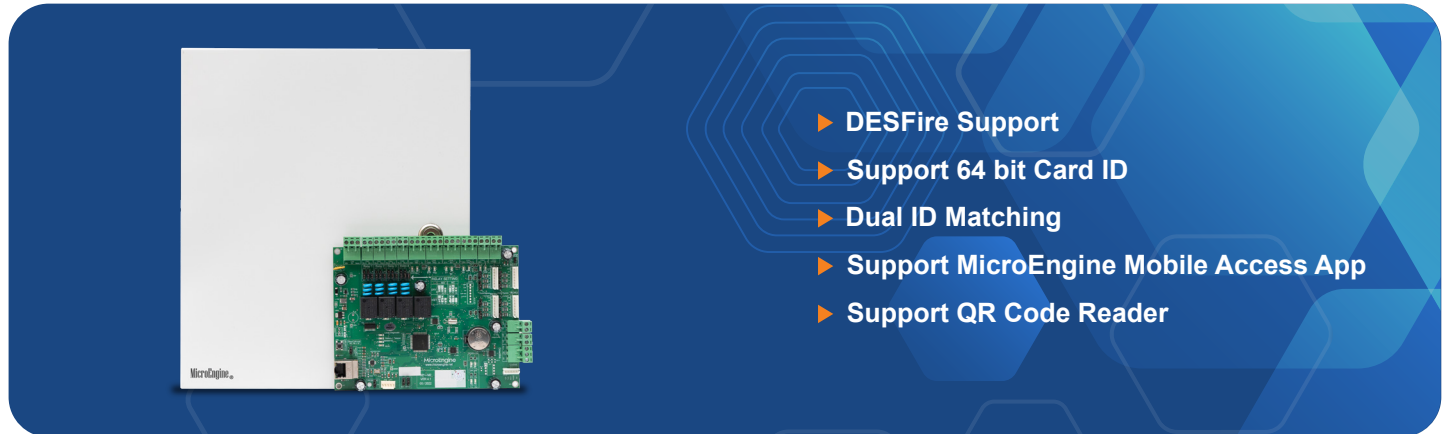 DESFire Support
Support 64 bit Card ID
Dual ID Matching
Support MicroEngine Mobile Access App
Support QR Code Reader
MicroEngine®
MicroEngine